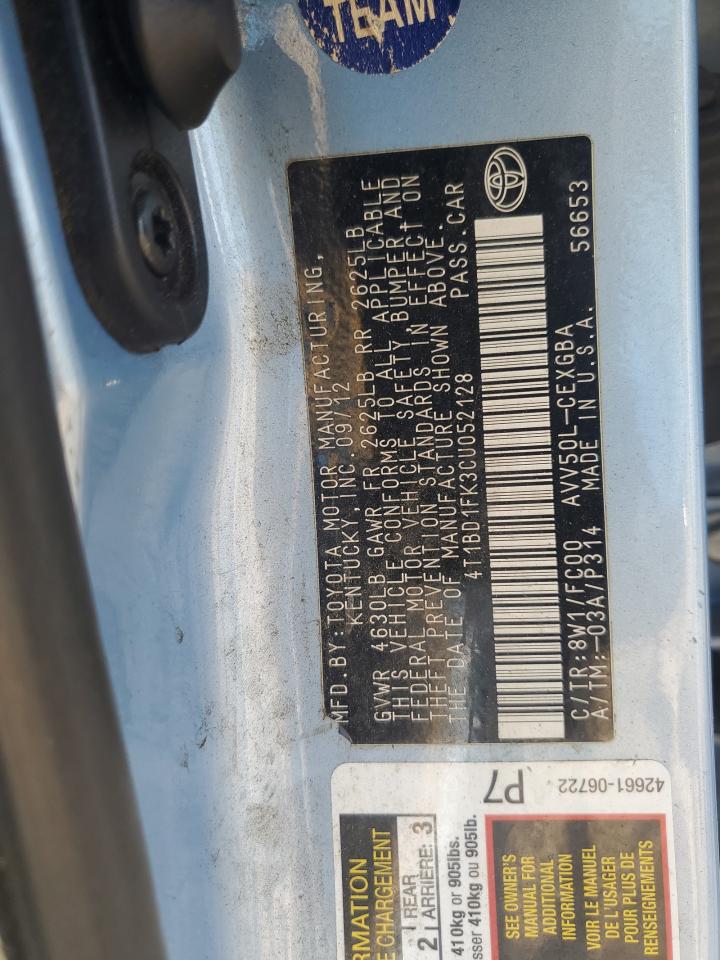 TEAM
MFD.BY:TOYOTA MOTOR MANUFACTURING,
KENTUCKY, INC. 09/12
GVWR 4630LB GAWR FR 2625LB RR 2625LB
THIS VEHICLE CONFORMS TO ALL APPLICABLE
FEDERAL MOTOR VEHICLE SAFETY, BUMPER, AND
THEFT PREVENTION STANDARDS IN EFFECT ON
THE DATE OF MANUFACTURE SHOWN ABOVE.
4T1BD1FK3CU052128 PASS. CAR
C/TR:8W1/FC00 AVV50L-CEXGBA
A/TM:-03A/P314 MADE IN U.S.A. 56653
42661-06722
P7
CHARGEMENT
REAR
2 ARRIÈRE: 3
410kg or 905lbs.
410kg ou 905lb.
SEE OWNER'S
MANUAL FOR
ADDITIONAL
INFORMATION
VOIR LE MANUEL
DE L'USAGER
POUR PLUS DE
RENSEIGNEMENTS